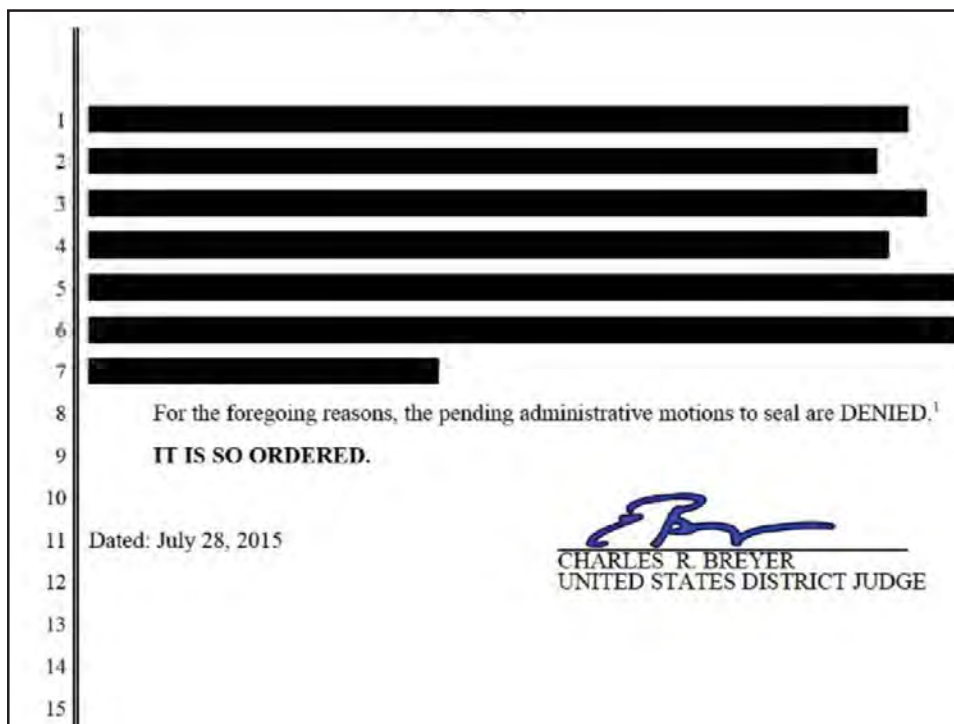 1
2
3
4
5
6
7
8 For the foregoing reasons, the pending administrative motions to seal are DENIED.¹
9 IT IS SO ORDERED.
10
11 Dated: July 28, 2015
CHARLES R. BREYER
12 UNITED STATES DISTRICT JUDGE
13
14
15